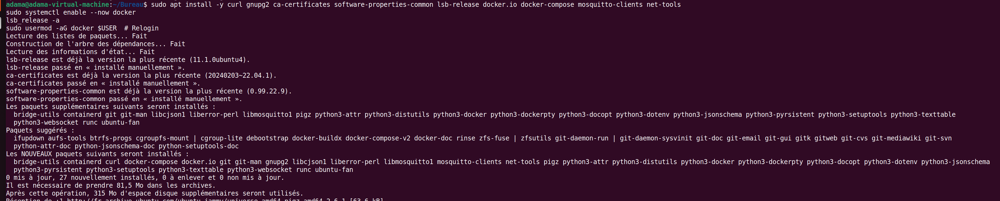 adama@adama-virtual-machine:~/Bureau$ sudo apt install -y curl gnupg2 ca-certificates software-properties-common lsb-release docker.io docker-compose mosquitto-clients net-tools
sudo systemctl enable --now docker
lsb_release -a
sudo usermod -aG docker $USER  # Relogin
Lecture des listes de paquets... Fait
Construction de l'arbre des dépendances... Fait
Lecture des informations d'état... Fait
lsb-release est déjà la version la plus récente (11.1.0ubuntu4).
lsb-release passé en « installé manuellement ».
ca-certificates est déjà la version la plus récente (20240203~22.04.1).
ca-certificates passé en « installé manuellement ».
software-properties-common est déjà la version la plus récente (0.99.22.9).
software-properties-common passé en « installé manuellement ».
Les paquets supplémentaires suivants seront installés :
  bridge-utils containerd git git-man libcjson1 liberror-perl libmosquitto1 pigz python3-attr python3-distutils python3-docker python3-dockerpty python3-docopt python3-dotenv python3-jsonschema python3-pyrsistent python3-setuptools python3-texttable
  python3-websocket runc ubuntu-fan
Paquets suggérés :
  ifupdown aufs-tools btrfs-progs cgroupfs-mount | cgroup-lite debootstrap docker-buildx docker-compose-v2 docker-doc rinse zfs-fuse | zfsutils git-daemon-run | git-daemon-sysvinit git-doc git-email git-gui gitk gitweb git-cvs git-mediawiki git-svn
  python-attr-doc python-jsonschema-doc python-setuptools-doc
Les NOUVEAUX paquets suivants seront installés :
  bridge-utils containerd curl docker-compose docker.io git git-man gnupg2 libcjson1 liberror-perl libmosquitto1 mosquitto-clients net-tools pigz python3-attr python3-distutils python3-docker python3-dockerpty python3-docopt python3-dotenv python3-jsonschema
  python3-pyrsistent python3-setuptools python3-texttable python3-websocket runc ubuntu-fan
0 mis à jour, 27 nouvellement installés, 0 à enlever et 0 non mis à jour.
Il est nécessaire de prendre 81,5 Mo dans les archives.
Après cette opération, 315 Mo d'espace disque supplémentaires seront utilisés.
Réception de :1 http://fr.archive.ubuntu.com/ubuntu jammy/universe amd64 pigz amd64 2.6-1 [63,6 kB]